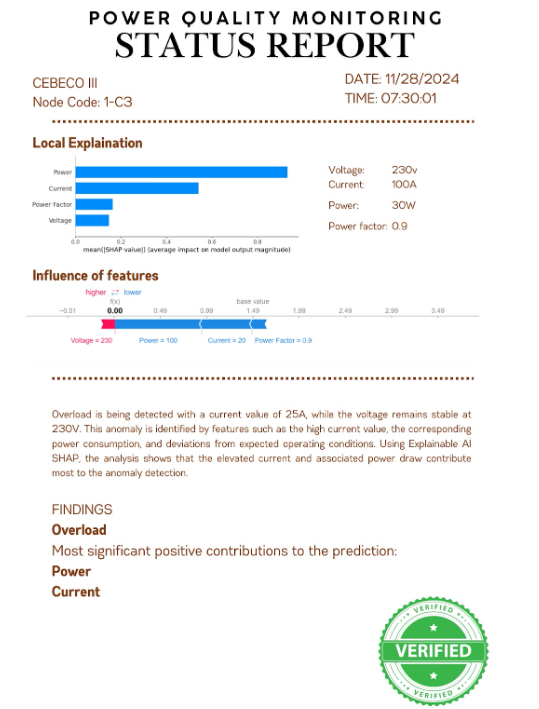 POWER QUALITY MONITORING
STATUS REPORT
CEBECO III
Node Code: 1-C3
DATE: 11/28/2024
TIME: 07:30:01
Local Explaination
Power
Current
Power Factor
Voltage
0.0 0.2 0.4 0.6 0.8
mean(|SHAP value|) (average impact on model output magnitude)
Voltage: 230v
Current: 100A
Power: 30W
Power factor: 0.9
Influence of features
higher ⇄ lower
f(x) base value
−0.51 0.00 0.49 0.99 1.49 1.99 2.49 2.99 3.49
Voltage = 230 Power = 100 Current = 20 Power Factor = 0.9
Overload is being detected with a current value of 25A, while the voltage remains stable at
230V. This anomaly is identified by features such as the high current value, the corresponding
power consumption, and deviations from expected operating conditions. Using Explainable AI
SHAP, the analysis shows that the elevated current and associated power draw contribute
most to the anomaly detection.
FINDINGS
Overload
Most significant positive contributions to the prediction:
Power
Current
VERIFIED
VERIFIED
VERIFIED